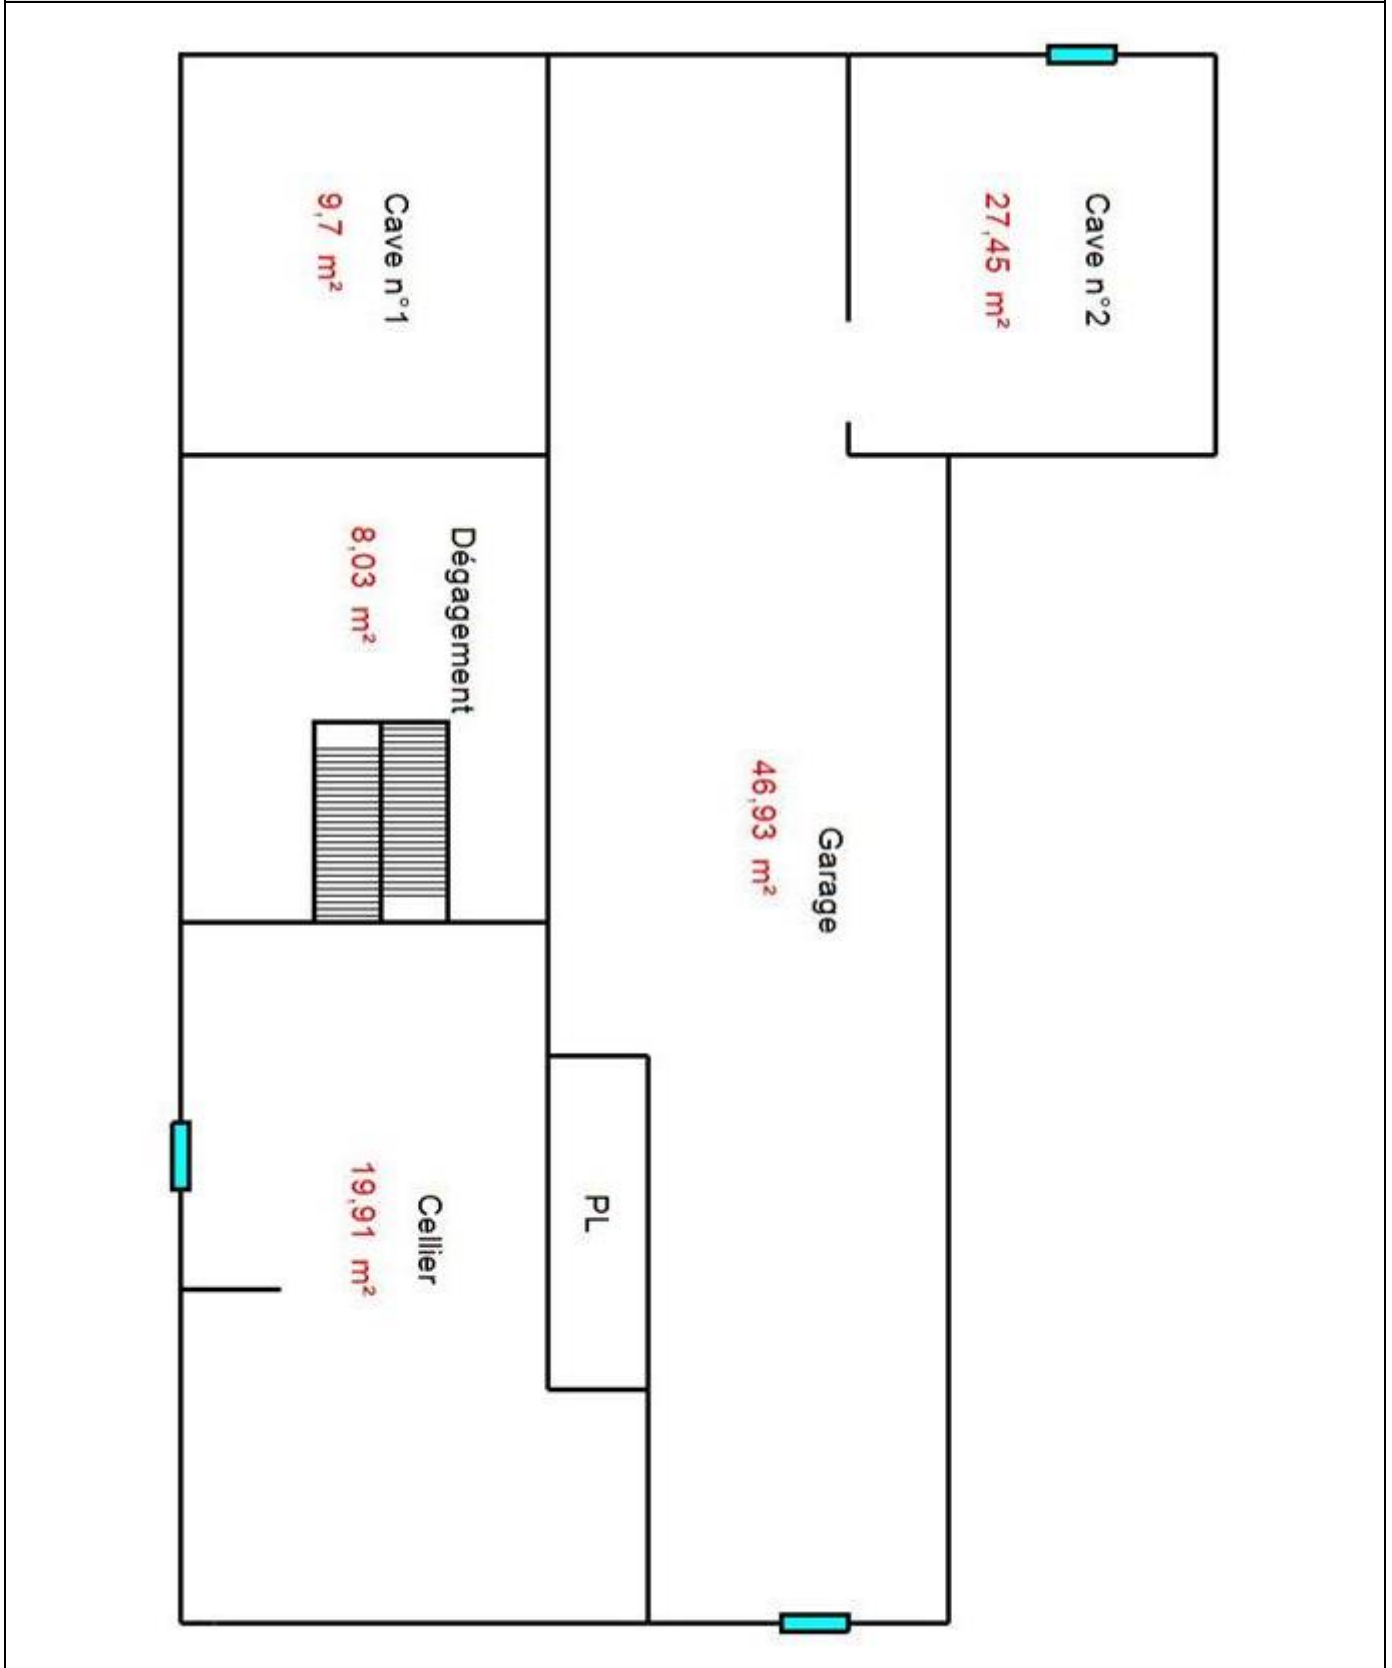 Cave n°2
27,45 m²
Cave n°1
9,7 m²
Garage
46,93 m²
Dégagement
8,03 m²
PL
Cellier
19,91 m²